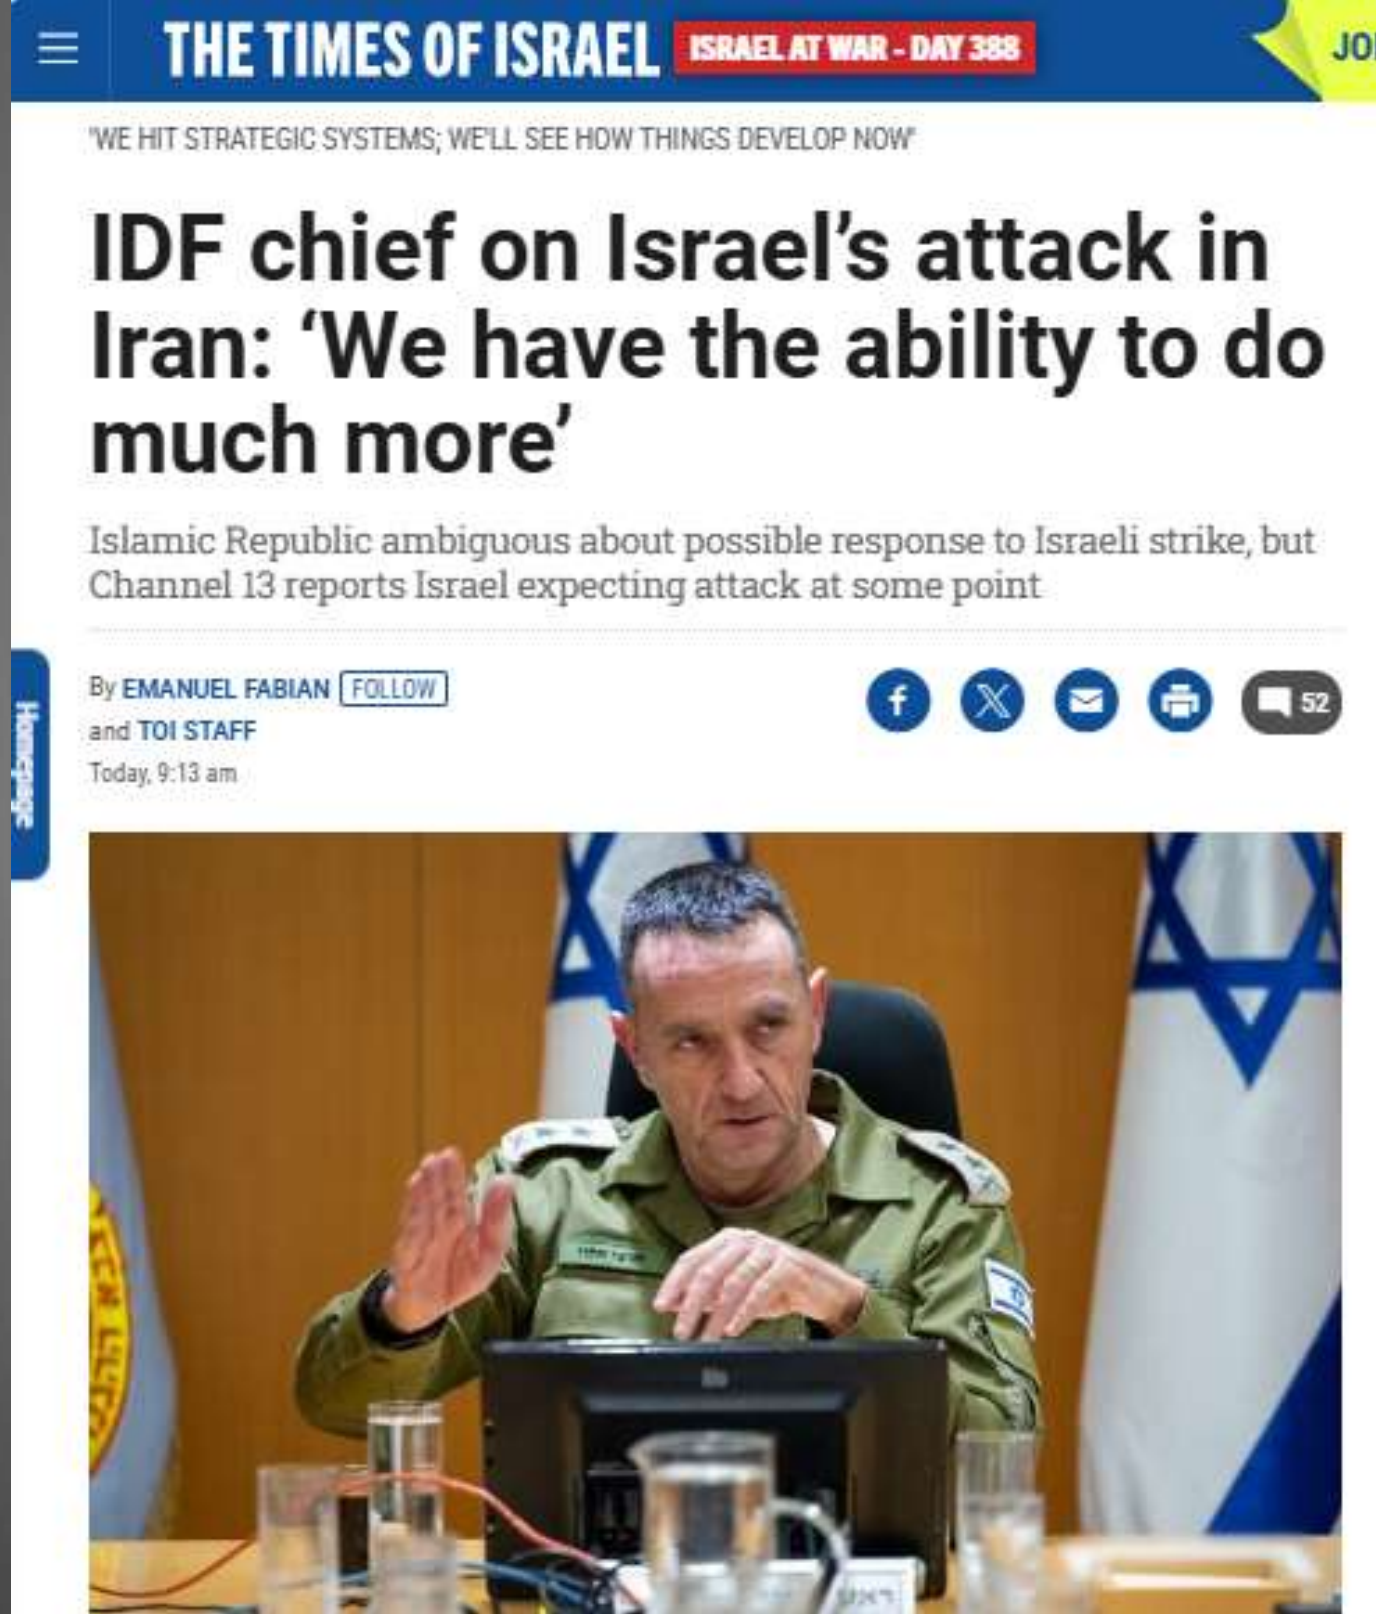 THE TIMES OF ISRAEL ISRAEL AT WAR - DAY 388
JOI
'WE HIT STRATEGIC SYSTEMS; WE'LL SEE HOW THINGS DEVELOP NOW'
IDF chief on Israel’s attack in
Iran: ‘We have the ability to do
much more’
Islamic Republic ambiguous about possible response to Israeli strike, but
Channel 13 reports Israel expecting attack at some point
By EMANUEL FABIAN FOLLOW
and TOI STAFF
Today, 9:13 am
52
Homepage